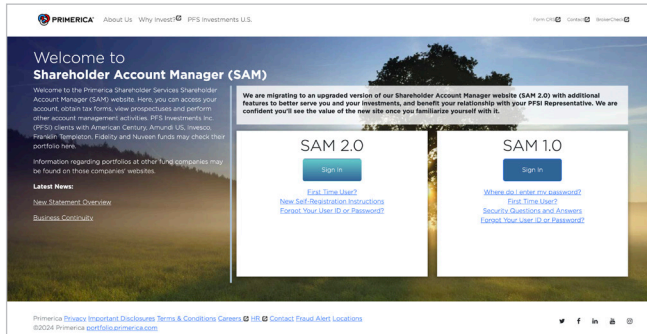 PRIMERICA About Us Why Invest? PFS Investments U.S.
Form CRS Contact BrokerCheck
Welcome to
Shareholder Account Manager (SAM)
Welcome to the Primerica Shareholder Services Shareholder
Account Manager (SAM) website. Here, you can access your
account, obtain tax forms, view prospectuses and perform
other account management activities. PFS Investments Inc.
(PFSI) clients with American Century, Amundi US, Invesco,
Franklin Templeton, Fidelity and Nuveen funds may check their
portfolio here.
Information regarding portfolios at other fund companies may
be found on those companies' websites.
Latest News:
New Statement Overview
Business Continuity
We are migrating to an upgraded version of our Shareholder Account Manager website (SAM 2.0) with additional
features to better serve you and your investments, and benefit your relationship with your PFSI Representative. We are
confident you'll see the value of the new site once you familiarize yourself with it.
SAM 2.0
Sign in
First Time User?
New Self-Registration Instructions
Forgot Your User ID or Password?
SAM 1.0
Sign In
Where do I enter my password?
First Time User?
Security Questions and Answers
Forgot Your User ID or Password?
Primerica Privacy Important Disclosures Terms & Conditions Careers HR Contact Fraud Alert Locations
©2024 Primerica portfolio.primerica.com